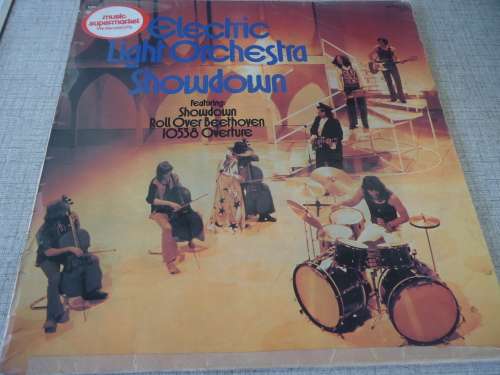 music
supermarket
Electric
Light Orchestra
Showdown
Featuring:
Showdown
Roll Over Beethoven
10538 Overture